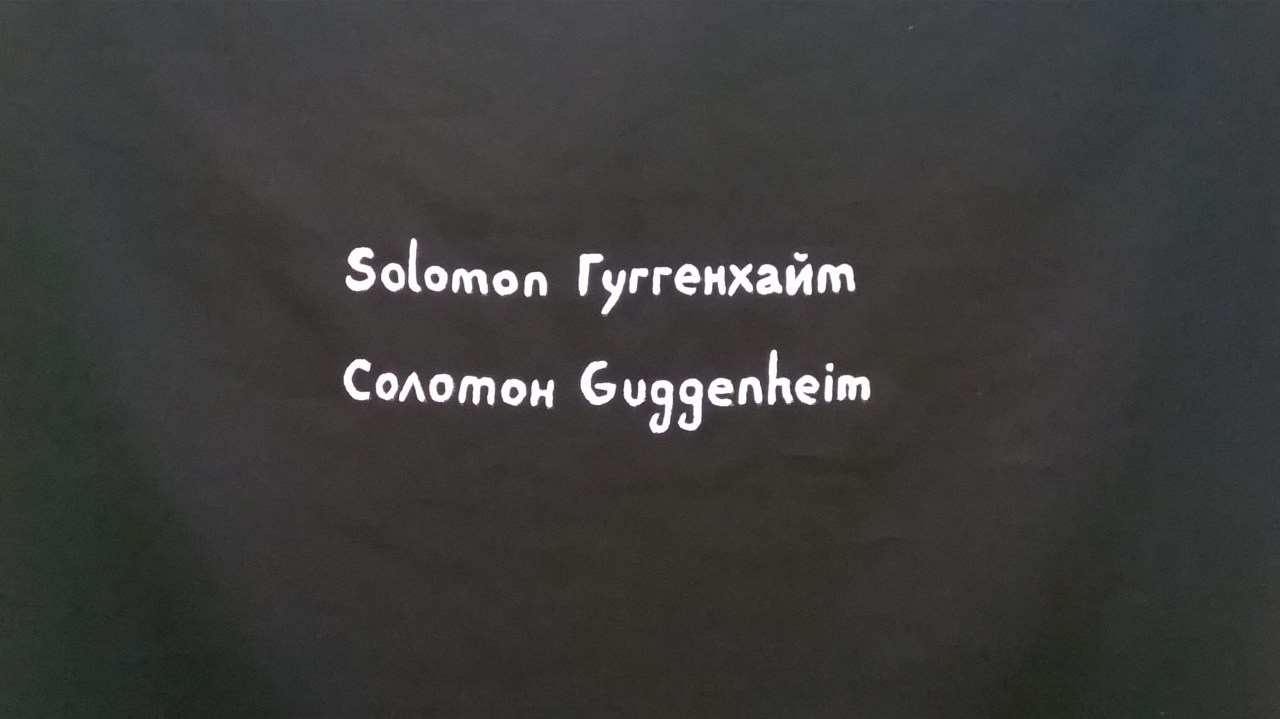 Solomon Гуггенхайм
Соломон Guggenheim